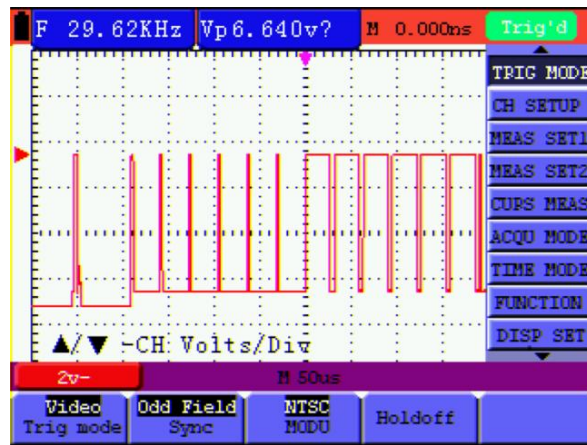 F 29.62KHz Vp6.640v? M 0.000ns Trig'd
TRIG MODE
CH SETUP
MEAS SET1
MEAS SET2
CUPS MEAS
ACQU MODE
TIME MODE
FUNCTION
DISP SET
▲/▼ -CH Volts/Div
2v- M 50us
Video Odd Field NTSC
Trig mode Sync MODU Holdoff